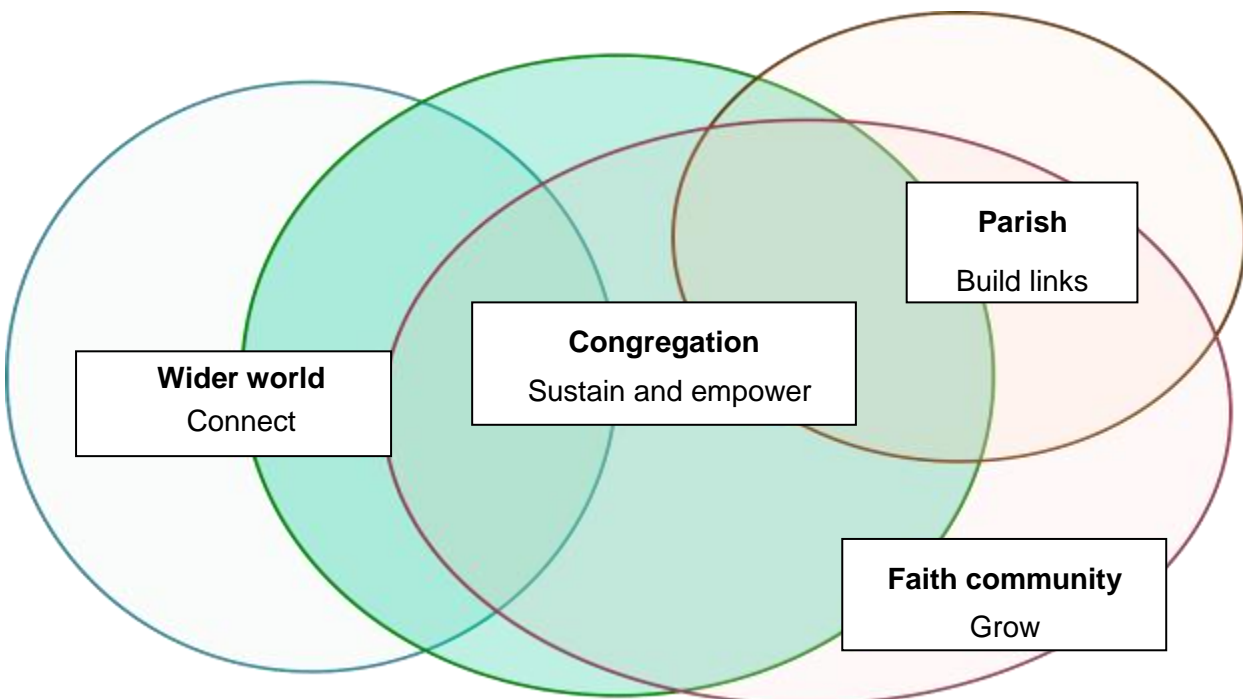 Parish
Build links
Congregation
Sustain and empower
Wider world
Connect
Faith community
Grow